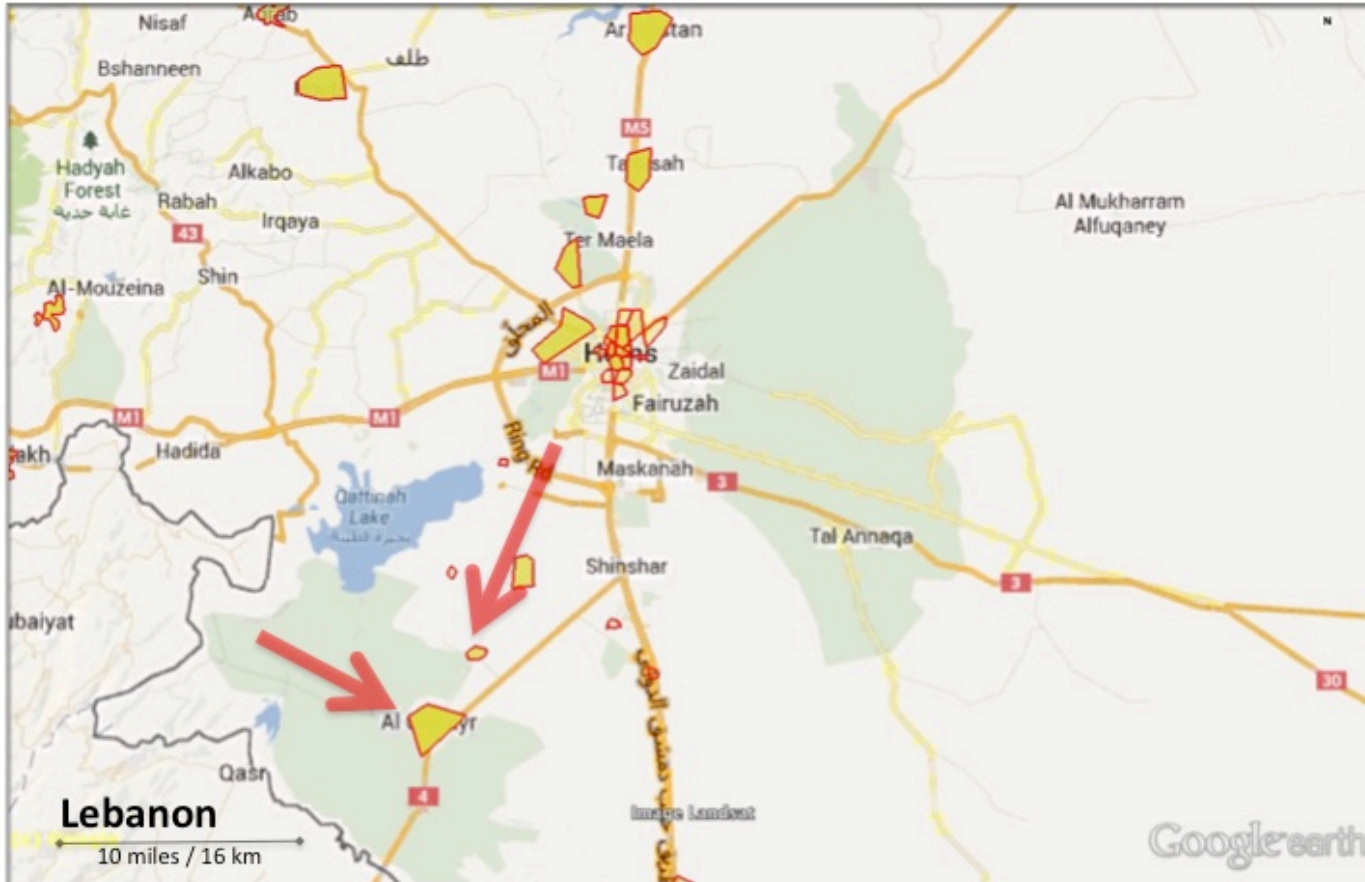 Nisaf
طلف
N
Bshanneen
M5
Hadyah
Forest
غابة حدية
Alkabo
Rabah
Irqaya
Al Mukharram
Alfuqaney
43
Ter Maela
Shin
Al-Mouzeina
Zaidal
M1
Fairuzah
M1
M1
Hadida
Ring Rd
Maskanah
3
Qattinah
Lake
Tal Annaqa
Shinshar
3
30
Qasr
4
Lebanon
10 miles / 16 km
Image Landsat
Google earth